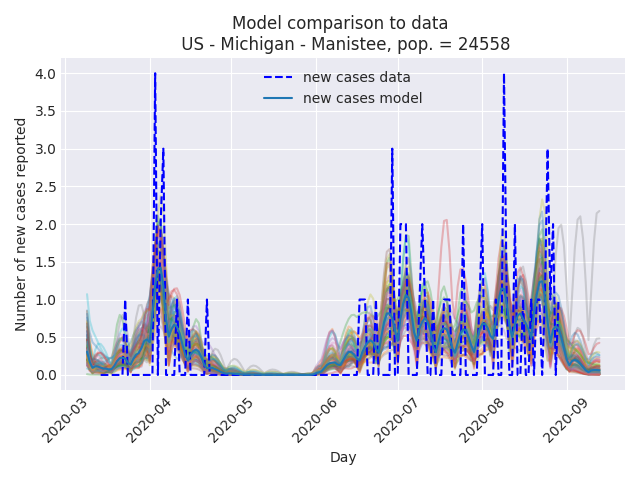 Model comparison to data
US - Michigan - Manistee, pop. = 24558
new cases data
new cases model
Number of new cases reported
4.0
3.5
3.0
2.5
2.0
1.5
1.0
0.5
0.0
2020-03
2020-04
2020-05
2020-06
2020-07
2020-08
2020-09
Day